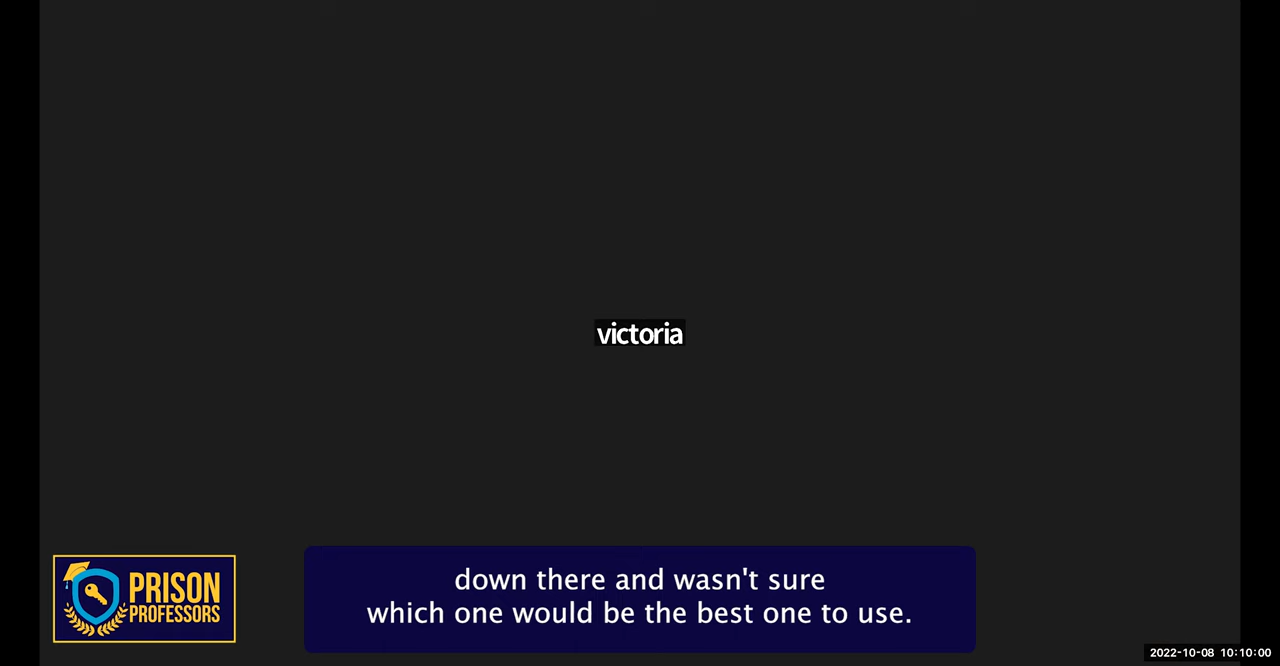 victoria
down there and wasn't sure
which one would be the best one to use.
PRISON
PROFESSORS
2022-10-08 10:10:00